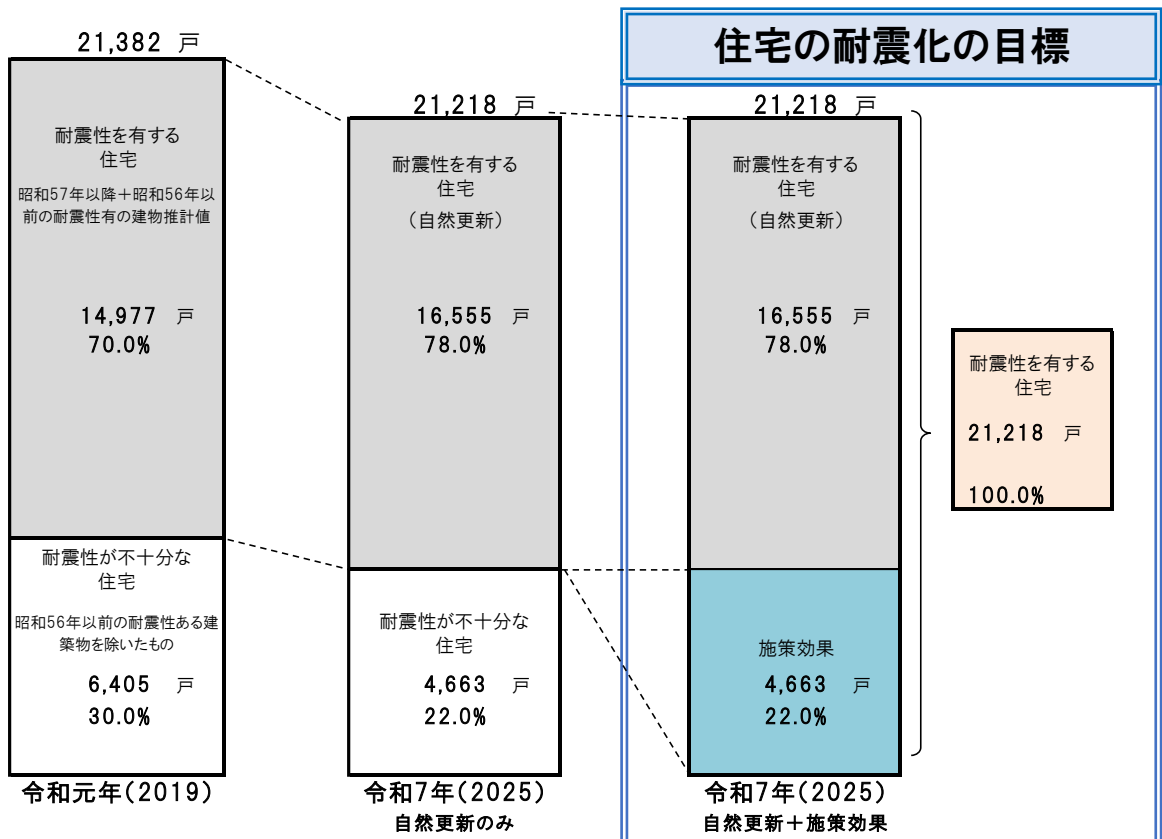 住宅の耐震化の目標
21,382 戸
耐震性を有する
住宅
昭和57年以降＋昭和56年以
前の耐震性有の建物推計値
14,977 戸
70.0%
耐震性が不十分な
住宅
昭和56年以前の耐震性ある建
築物を除いたもの
6,405 戸
30.0%
令和元年(2019)
21,218 戸
耐震性を有する
住宅
（自然更新）
16,555 戸
78.0%
耐震性が不十分な
住宅
4,663 戸
22.0%
令和7年(2025)
自然更新のみ
21,218 戸
耐震性を有する
住宅
（自然更新）
16,555 戸
78.0%
施策効果
4,663 戸
22.0%
令和7年(2025)
自然更新＋施策効果
耐震性を有する
住宅
21,218 戸
100.0%